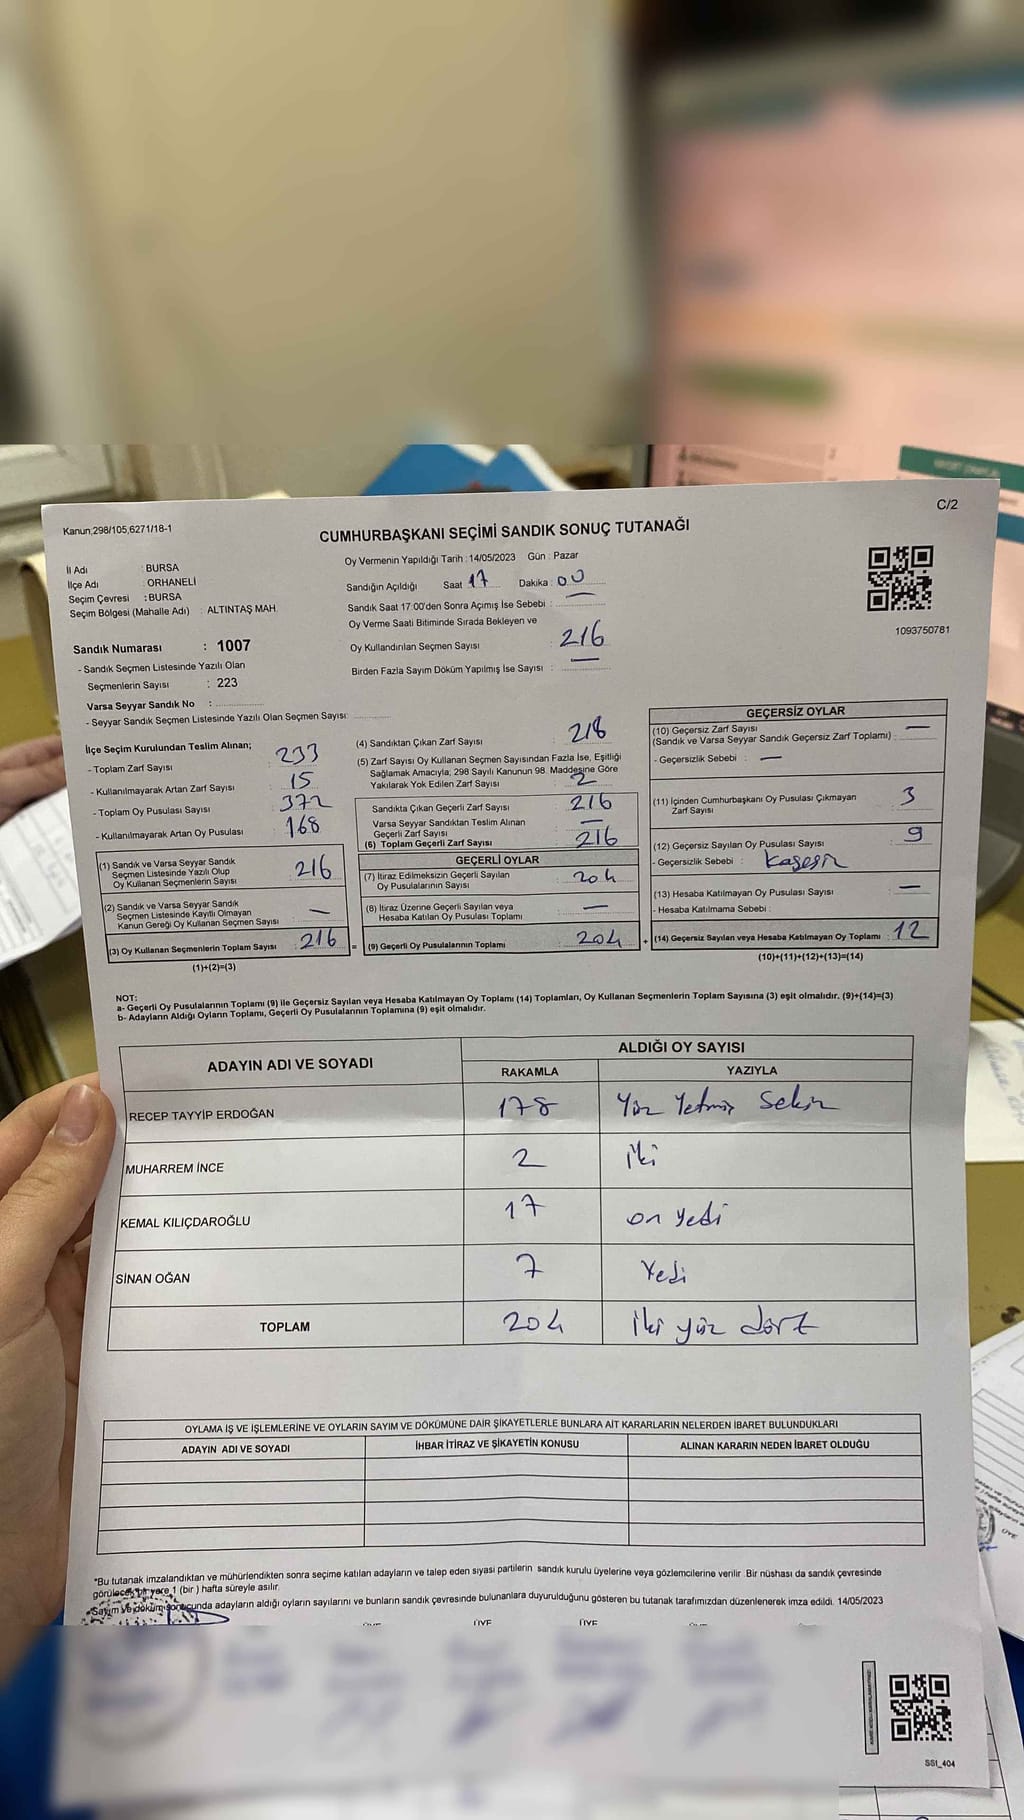 Kanun;298/105,6271/18-1
C/2
CUMHURBAŞKANI SEÇİMİ SANDIK SONUÇ TUTANAĞI
İl Adı : BURSA
İlçe Adı : ORHANELİ
Seçim Çevresi : BURSA
Seçim Bölgesi (Mahalle Adı) : ALTINTAŞ MAH.
Oy Vermenin Yapıldığı Tarih : 14/05/2023 Gün : Pazar
Sandığın Açıldığı Saat 17 Dakika : 00
Sandık Saat 17:00'den Sonra Açımış İse Sebebi : —
Oy Verme Saati Bitiminde Sırada Bekleyen ve
Oy Kullandırılan Seçmen Sayısı : 216
Birden Fazla Sayım Döküm Yapılmış İse Sayısı : —
1093750781
Sandık Numarası : 1007
- Sandık Seçmen Listesinde Yazılı Olan
Seçmenlerin Sayısı : 223
Varsa Seyyar Sandık No :
- Seyyar Sandık Seçmen Listesinde Yazılı Olan Seçmen Sayısı:
İlçe Seçim Kurulundan Teslim Alınan;
- Toplam Zarf Sayısı : 233
- Kullanılmayarak Artan Zarf Sayısı : 15
- Toplam Oy Pusulası Sayısı : 372
- Kullanılmayarak Artan Oy Pusulası : 168
(1) Sandık ve Varsa Seyyar Sandık
Seçmen Listesinde Yazılı Olup
Oy Kullanan Seçmenlerin Sayısı : 216
(2) Sandık ve Varsa Seyyar Sandık
Seçmen Listesinde Kayıtlı Olmayan
Kanun Gereği Oy Kullanan Seçmen Sayısı : —
(3) Oy Kullanan Seçmenlerin Toplam Sayısı : 216
(1)+(2)=(3)
(4) Sandıktan Çıkan Zarf Sayısı : 218
(5) Zarf Sayısı Oy Kullanan Seçmen Sayısından Fazla İse, Eşitliği
Sağlamak Amacıyla; 298 Sayılı Kanunun 98. Maddesine Göre
Yakılarak Yok Edilen Zarf Sayısı : 2
Sandıkta Çıkan Geçerli Zarf Sayısı : 216
Varsa Seyyar Sandıktan Teslim Alınan
Geçerli Zarf Sayısı : —
(6) Toplam Geçerli Zarf Sayısı : 216
GEÇERLİ OYLAR
(7) İtiraz Edilmeksizin Geçerli Sayılan
Oy Pusulalarının Sayısı : 204
(8) İtiraz Üzerine Geçerli Sayılan veya
Hesaba Katılan Oy Pusulası Toplamı : —
= (9) Geçerli Oy Pusulalarının Toplamı : 204
GEÇERSİZ OYLAR
(10) Geçersiz Zarf Sayısı
(Sandık ve Varsa Seyyar Sandık Geçersiz Zarf Toplamı) : —
- Geçersizlik Sebebi : —
(11) İçinden Cumhurbaşkanı Oy Pusulası Çıkmayan
Zarf Sayısı : 3
(12) Geçersiz Sayılan Oy Pusulası Sayısı : 9
- Geçersizlik Sebebi :
(13) Hesaba Katılmayan Oy Pusulası Sayısı : —
- Hesaba Katılmama Sebebi :
+ (14) Geçersiz Sayılan veya Hesaba Katılmayan Oy Toplamı : 12
(10)+(11)+(12)+(13)=(14)
NOT:
a- Geçerli Oy Pusulalarının Toplamı (9) ile Geçersiz Sayılan veya Hesaba Katılmayan Oy Toplamı (14) Toplamları, Oy Kullanan Seçmenlerin Toplam Sayısına (3) eşit olmalıdır. (9)+(14)=(3)
b- Adayların Aldığı Oyların Toplamı, Geçerli Oy Pusulalarının Toplamına (9) eşit olmalıdır.
ADAYIN ADI VE SOYADI
ALDIĞI OY SAYISI
RAKAMLA YAZIYLA
RECEP TAYYİP ERDOĞAN 178 Yüz Yetmiş Sekiz
MUHARREM İNCE 2 iki
KEMAL KILIÇDAROĞLU 17 on yedi
SİNAN OĞAN 7 Yedi
TOPLAM 204 iki yüz dört
OYLAMA İŞ VE İŞLEMLERİNE VE OYLARIN SAYIM VE DÖKÜMÜNE DAİR ŞİKAYETLERLE BUNLARA AİT KARARLARIN NELERDEN İBARET BULUNDUKLARI
ADAYIN ADI VE SOYADI İHBAR İTİRAZ VE ŞİKAYETİN KONUSU ALINAN KARARIN NEDEN İBARET OLDUĞU
"Bu tutanak imzalandıktan ve mühürlendikten sonra seçime katılan adayların ve talep eden siyasi partilerin sandık kurulu üyelerine veya gözlemcilerine verilir. Bir nüshası da sandık çevresinde
görülecek bir yere 1 (bir) hafta süreyle asılır.
Sayım ve döküm sonucunda adayların aldığı oyların sayılarını ve bunların sandık çevresinde bulunanlara duyurulduğunu gösteren bu tutanak tarafımızdan düzenlenerek imza edildi. 14/05/2023
ÜYE
SS1_404